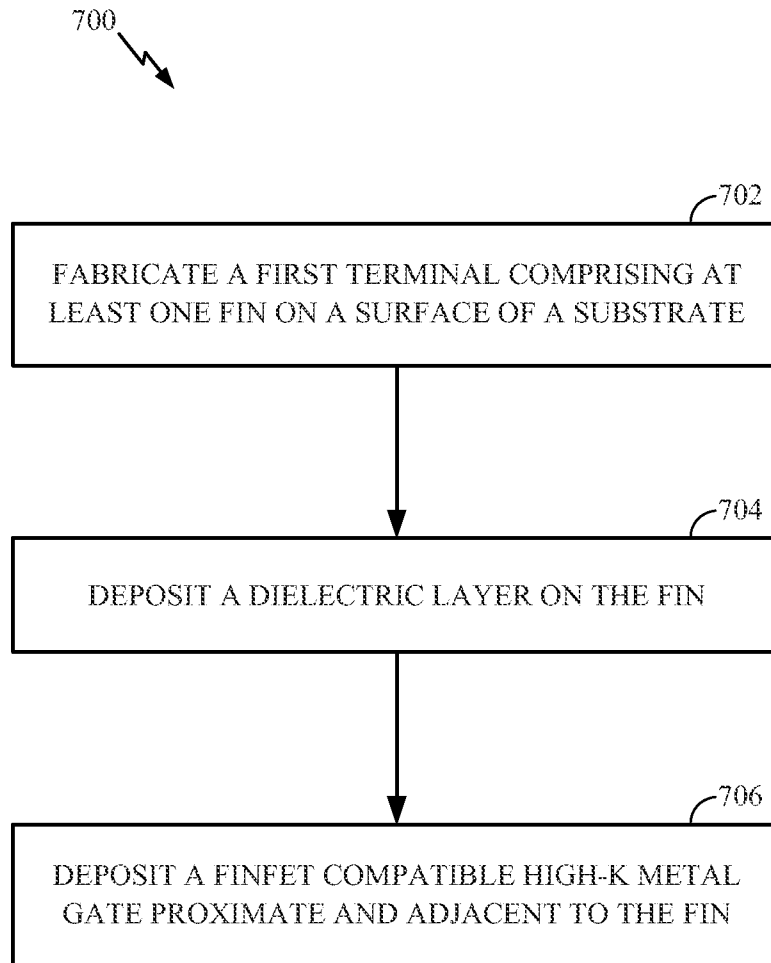 700
702
FABRICATE A FIRST TERMINAL COMPRISING AT
LEAST ONE FIN ON A SURFACE OF A SUBSTRATE
704
DEPOSIT A DIELECTRIC LAYER ON THE FIN
706
DEPOSIT A FINFET COMPATIBLE HIGH-K METAL
GATE PROXIMATE AND ADJACENT TO THE FIN